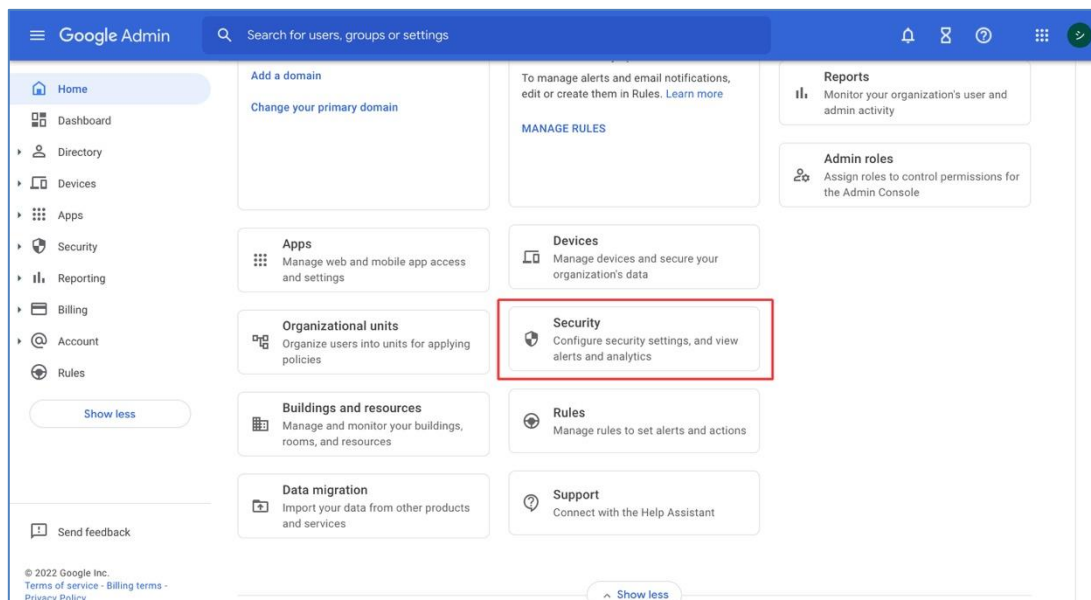 Google Admin
Search for users, groups or settings
シ
Home
Dashboard
Directory
Devices
Apps
Security
Reporting
Billing
Account
Rules
Show less
Send feedback
© 2022 Google Inc.
Terms of service - Billing terms -
Privacy Policy
Add a domain
Change your primary domain
To manage alerts and email notifications,
edit or create them in Rules. Learn more
MANAGE RULES
Reports
Monitor your organization's user and
admin activity
Admin roles
Assign roles to control permissions for
the Admin Console
Apps
Manage web and mobile app access
and settings
Devices
Manage devices and secure your
organization's data
Organizational units
Organize users into units for applying
policies
Security
Configure security settings, and view
alerts and analytics
Buildings and resources
Manage and monitor your buildings,
rooms, and resources
Rules
Manage rules to set alerts and actions
Data migration
Import your data from other products
and services
Support
Connect with the Help Assistant
Show less